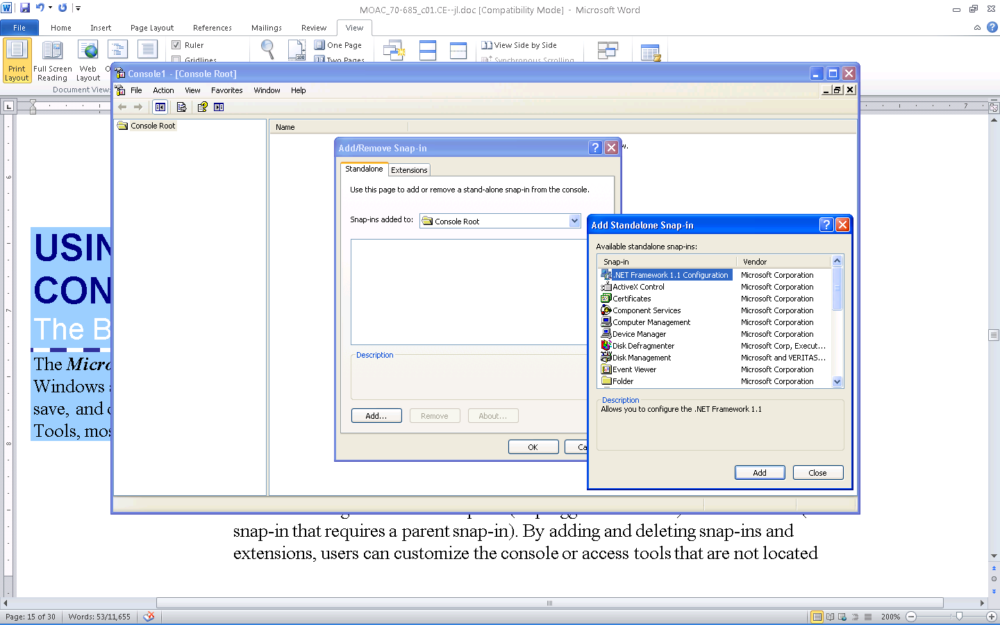 MOAC_70-685_c01.CE--jl.doc [Compatibility Mode] - Microsoft Word
File Home Insert Page Layout References Mailings Review View
Ruler
Gridlines
One Page
Two Pages
View Side by Side
Synchronous Scrolling
Print Layout
Full Screen Reading
Web Layout
Document Views
Console1 - [Console Root]
File Action View Favorites Window Help
Console Root
Name
w.
Add/Remove Snap-in
Standalone Extensions
Use this page to add or remove a stand-alone snap-in from the console.
Snap-ins added to: Console Root
Description
Add... Remove About...
OK Ca
Add Standalone Snap-in
Available standalone snap-ins:
Snap-in Vendor
.NET Framework 1.1 Configuration Microsoft Corporation
ActiveX Control Microsoft Corporation
Certificates Microsoft Corporation
Component Services Microsoft Corporation
Computer Management Microsoft Corporation
Device Manager Microsoft Corporation
Disk Defragmenter Microsoft Corp, Execut...
Disk Management Microsoft and VERITAS...
Event Viewer Microsoft Corporation
Folder Microsoft Corporation
Description
Allows you to configure the .NET Framework 1.1
Add Close
USIN
CON
The B
The Micro
Windows
save, and
Tools, mos
snap-in that requires a parent snap-in). By adding and deleting snap-ins and
extensions, users can customize the console or access tools that are not located
Page: 15 of 30 Words: 53/11,655 200%